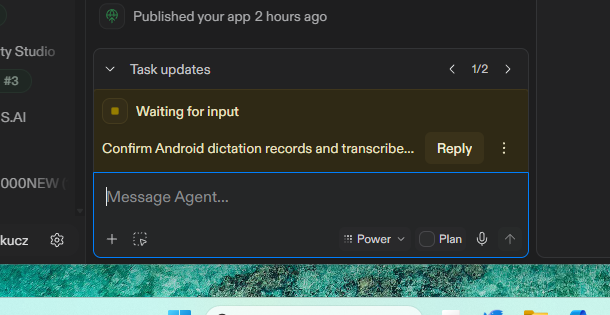 Published your app 2 hours ago
ty Studio
Task updates
1/2
#3
Waiting for input
S.AI
Confirm Android dictation records and transcribe...
Reply
000NEW
Message Agent...
kucz
Power
Plan